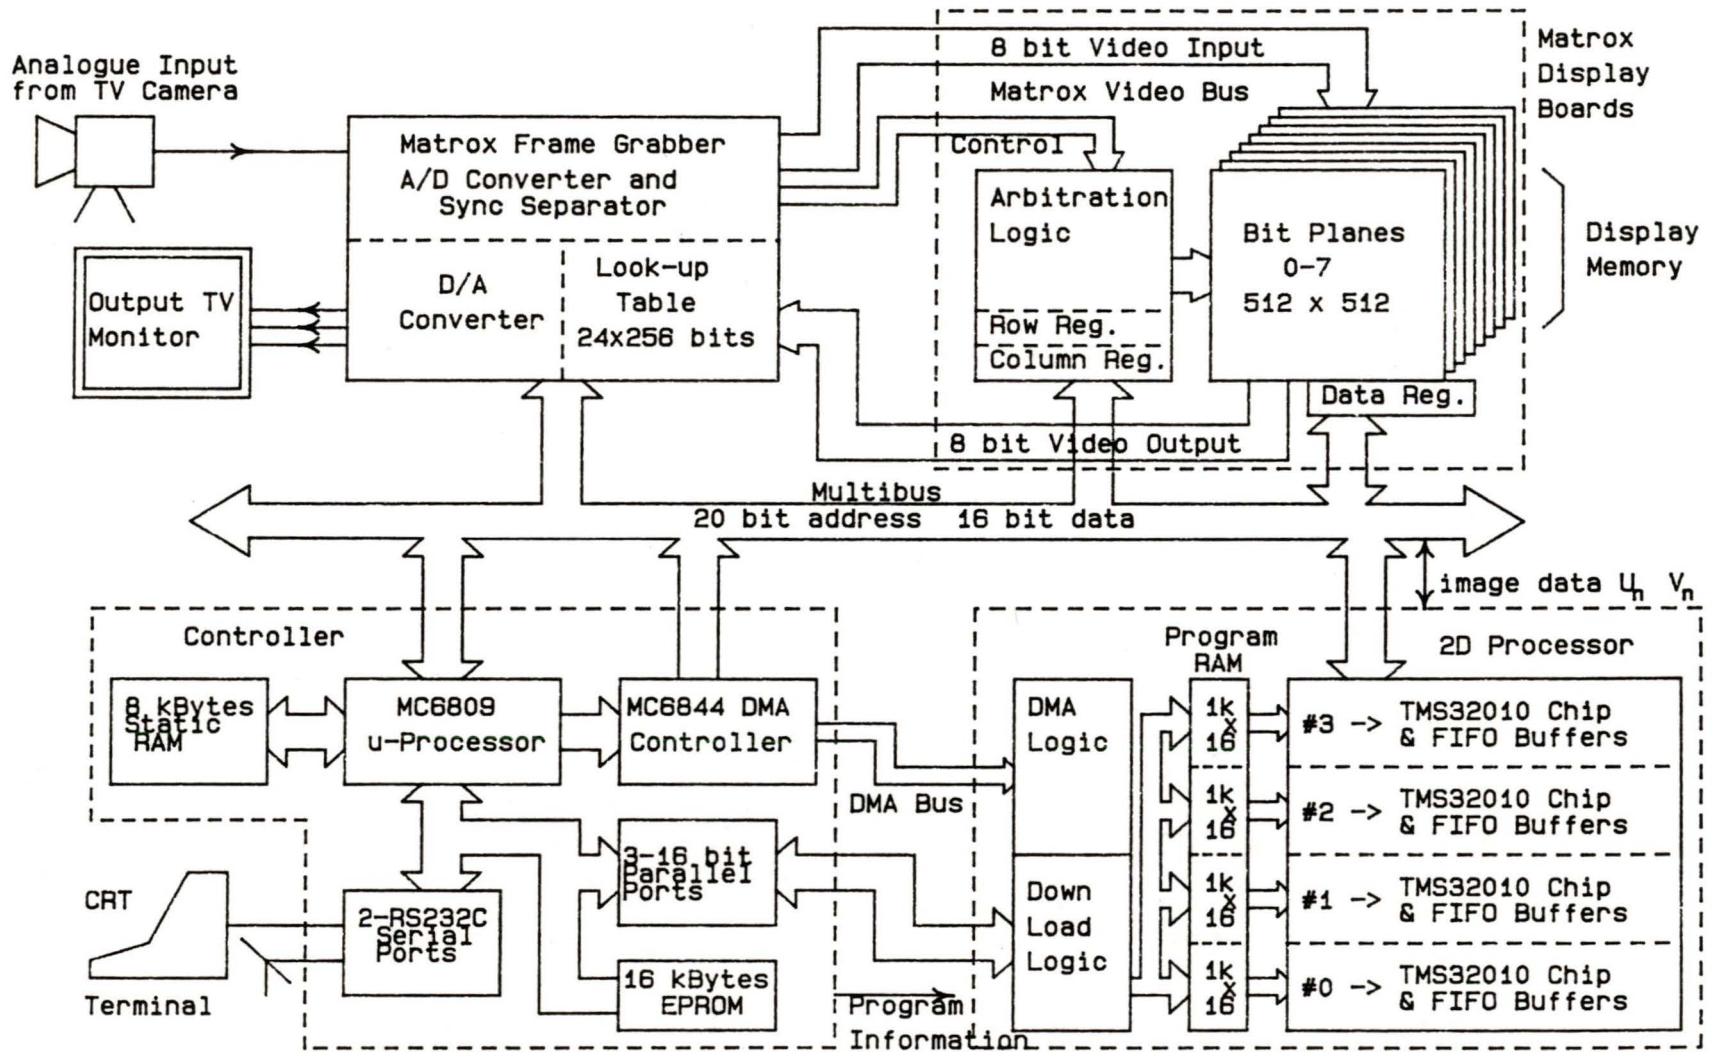 Analogue Input
from TV Camera
Matrox Frame Grabber
A/D Converter and
Sync Separator
D/A
Converter
Look-up
Table
24x256 bits
Output TV
Monitor
8 bit Video Input
Matrox Video Bus
Control
Arbitration
Logic
Row Reg.
Column Reg.
Bit Planes
0-7
512 x 512
Data Reg.
8 bit Video Output
Matrox
Display
Boards
Display
Memory
Multibus
20 bit address 16 bit data
image data Un Vn
Controller
8 kBytes
Static
RAM
MC6809
u-Processor
MC6844 DMA
Controller
DMA Bus
3-16 bit
Parallel
Ports
2-RS232C
Serial
Ports
16 kBytes
EPROM
CRT
Terminal
Program
Information
2D Processor
DMA
Logic
Down
Load
Logic
Program
RAM
1k
x
16
1k
x
16
1k
x
16
1k
x
16
#3 -> TMS32010 Chip
& FIFO Buffers
#2 -> TMS32010 Chip
& FIFO Buffers
#1 -> TMS32010 Chip
& FIFO Buffers
#0 -> TMS32010 Chip
& FIFO Buffers